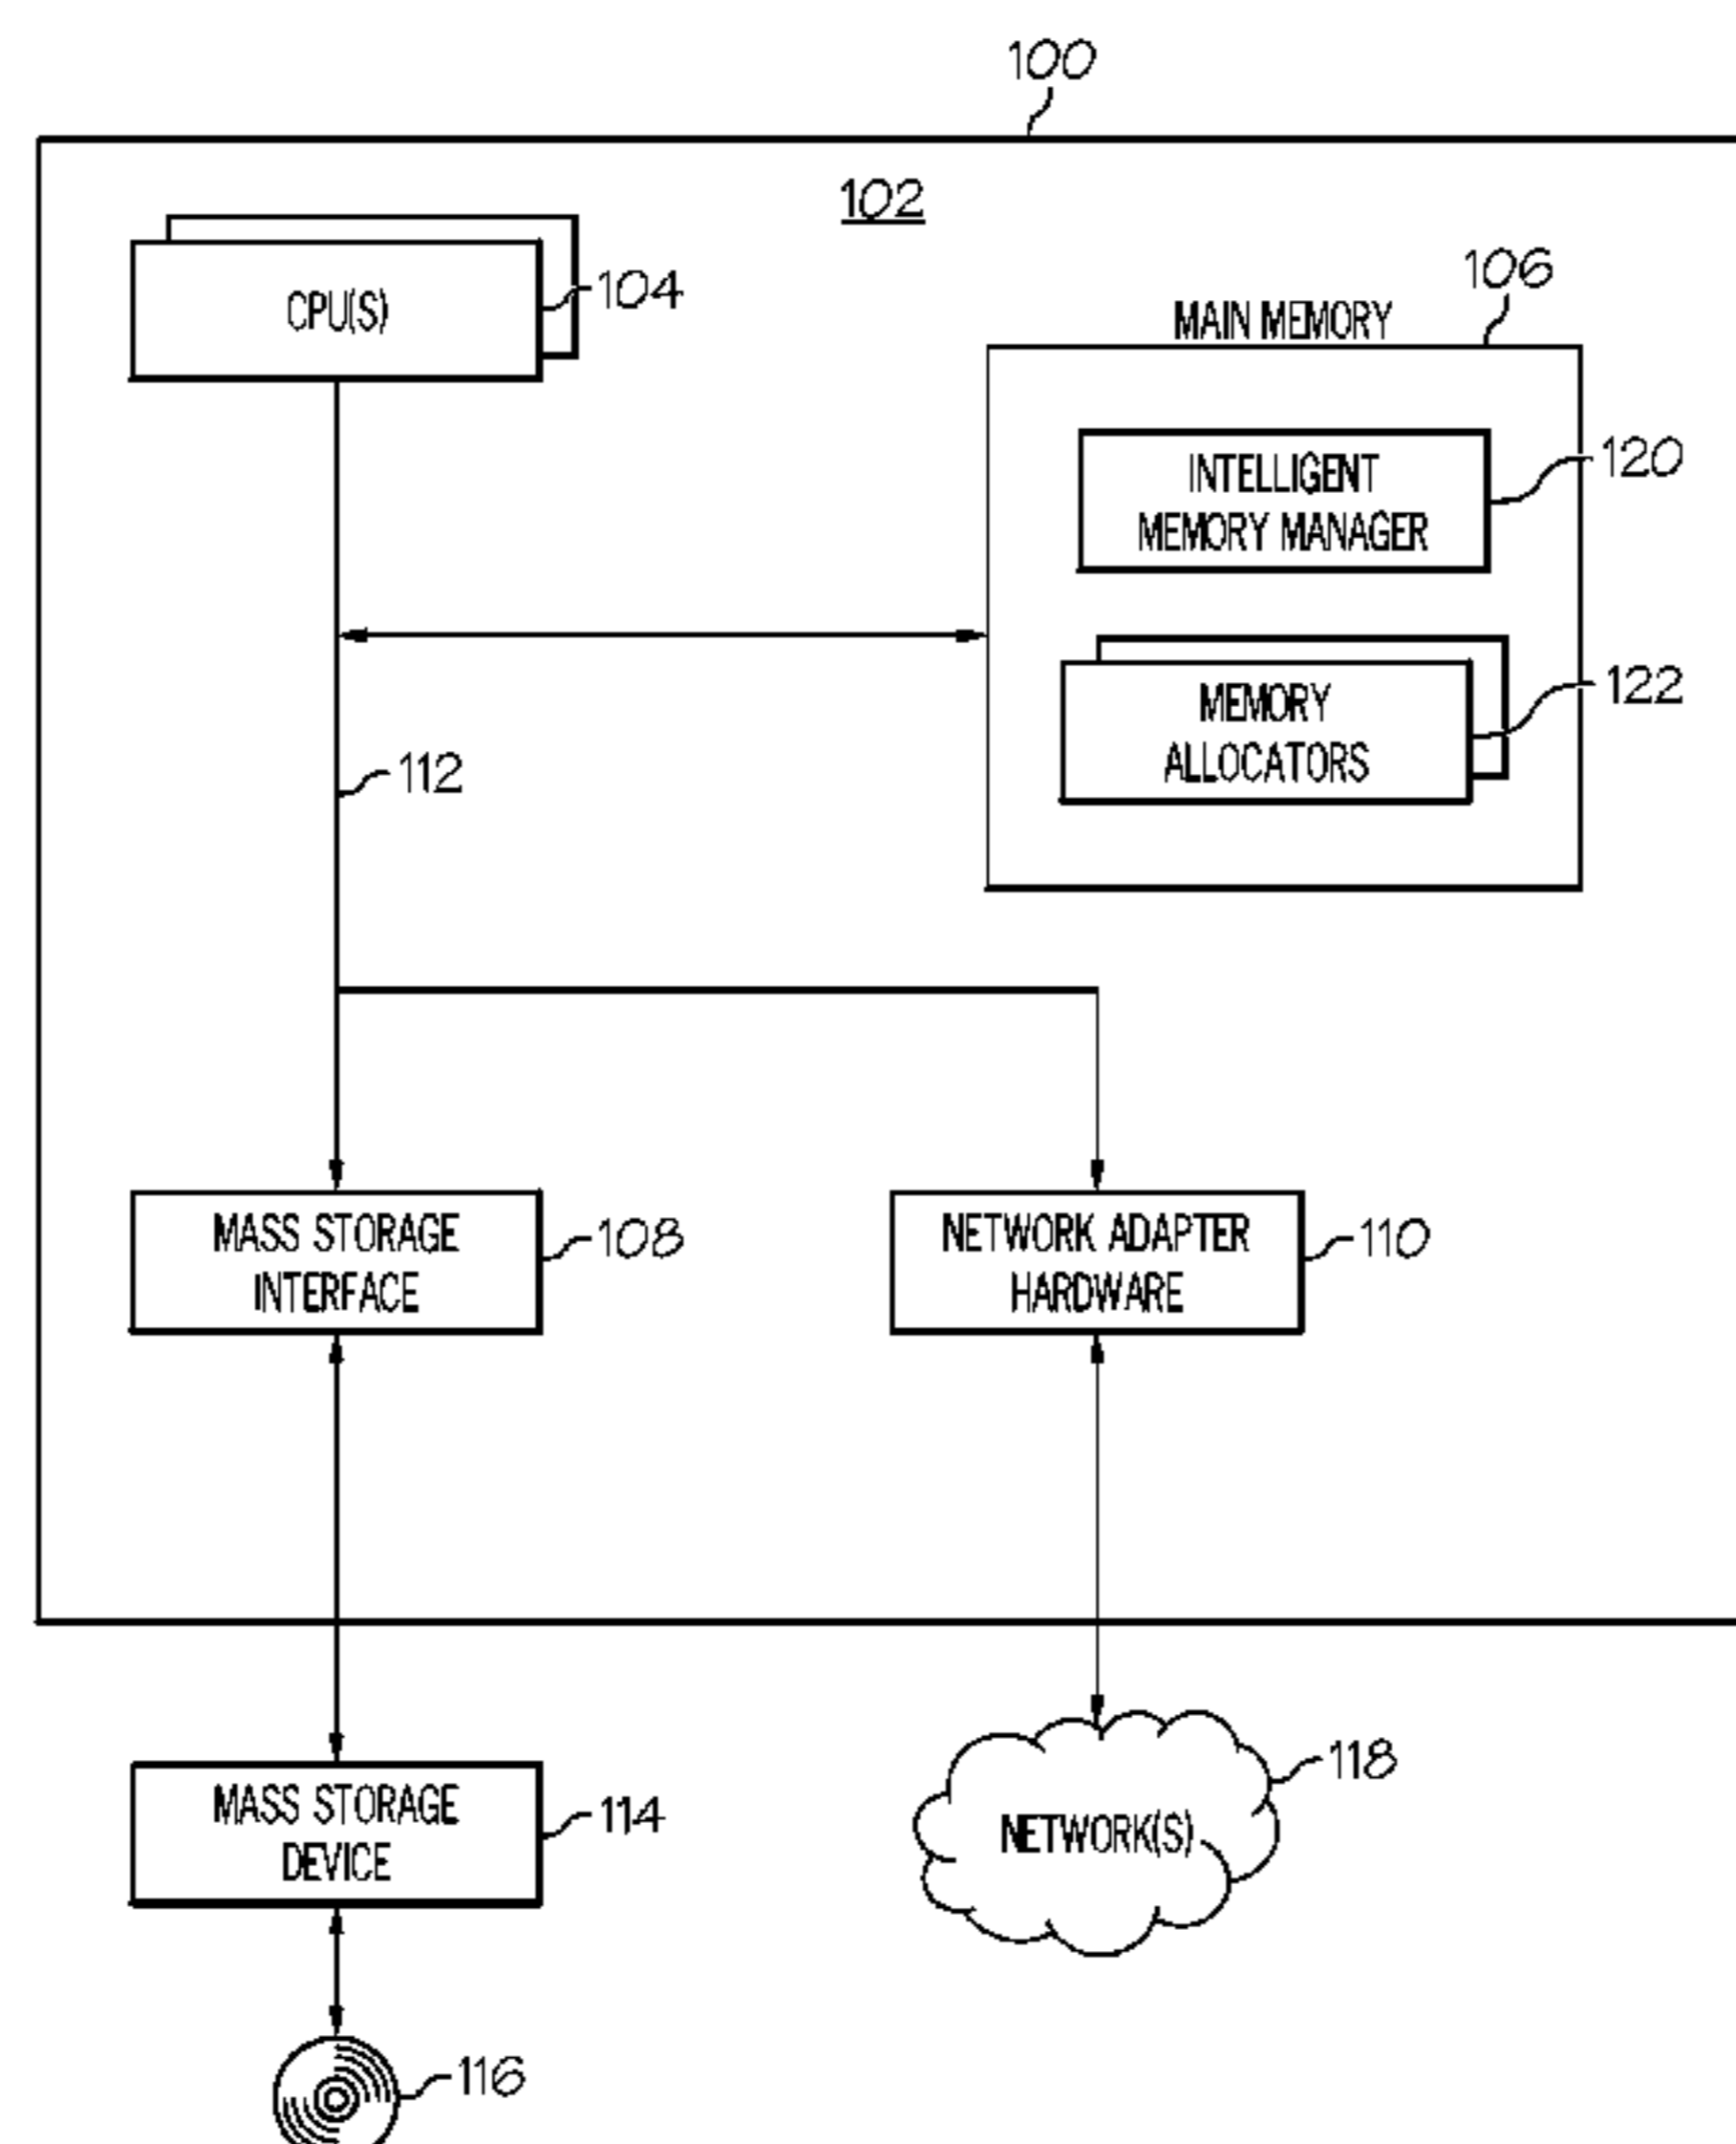 100
102
CPU(S)
104
106
MAIN MEMORY
INTELLIGENT
MEMORY MANAGER
120
MEMORY
ALLOCATORS
122
112
MASS STORAGE
INTERFACE
108
NETWORK ADAPTER
HARDWARE
110
MASS STORAGE
DEVICE
114
NETWORK(S)
118
116